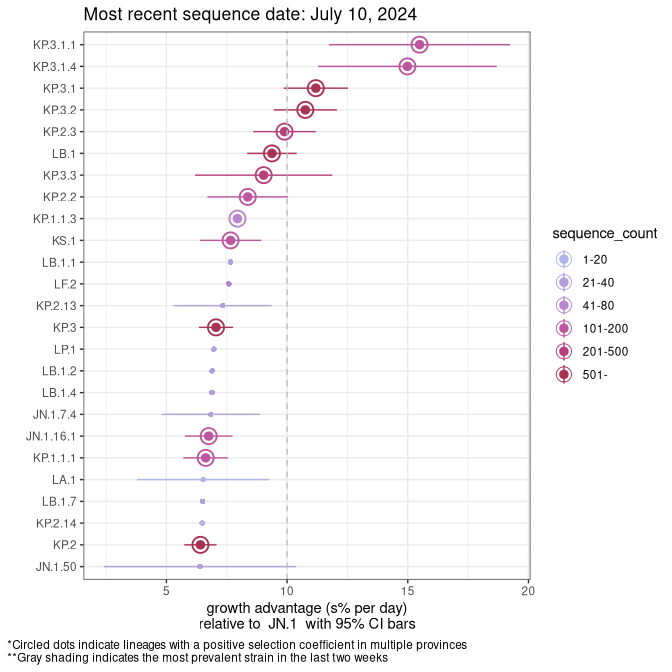 Most recent sequence date: July 10, 2024
KP.3.1.1
KP.3.1.4
KP.3.1
KP.3.2
KP.2.3
LB.1
KP.3.3
KP.2.2
KP.1.1.3
KS.1
LB.1.1
LF.2
KP.2.13
KP.3
LP.1
LB.1.2
LB.1.4
JN.1.7.4
JN.1.16.1
KP.1.1.1
LA.1
LB.1.7
KP.2.14
KP.2
JN.1.50
5 10 15 20
growth advantage (s% per day)
relative to JN.1 with 95% CI bars
sequence_count
1-20
21-40
41-80
101-200
201-500
501-
*Circled dots indicate lineages with a positive selection coefficient in multiple provinces
**Gray shading indicates the most prevalent strain in the last two weeks